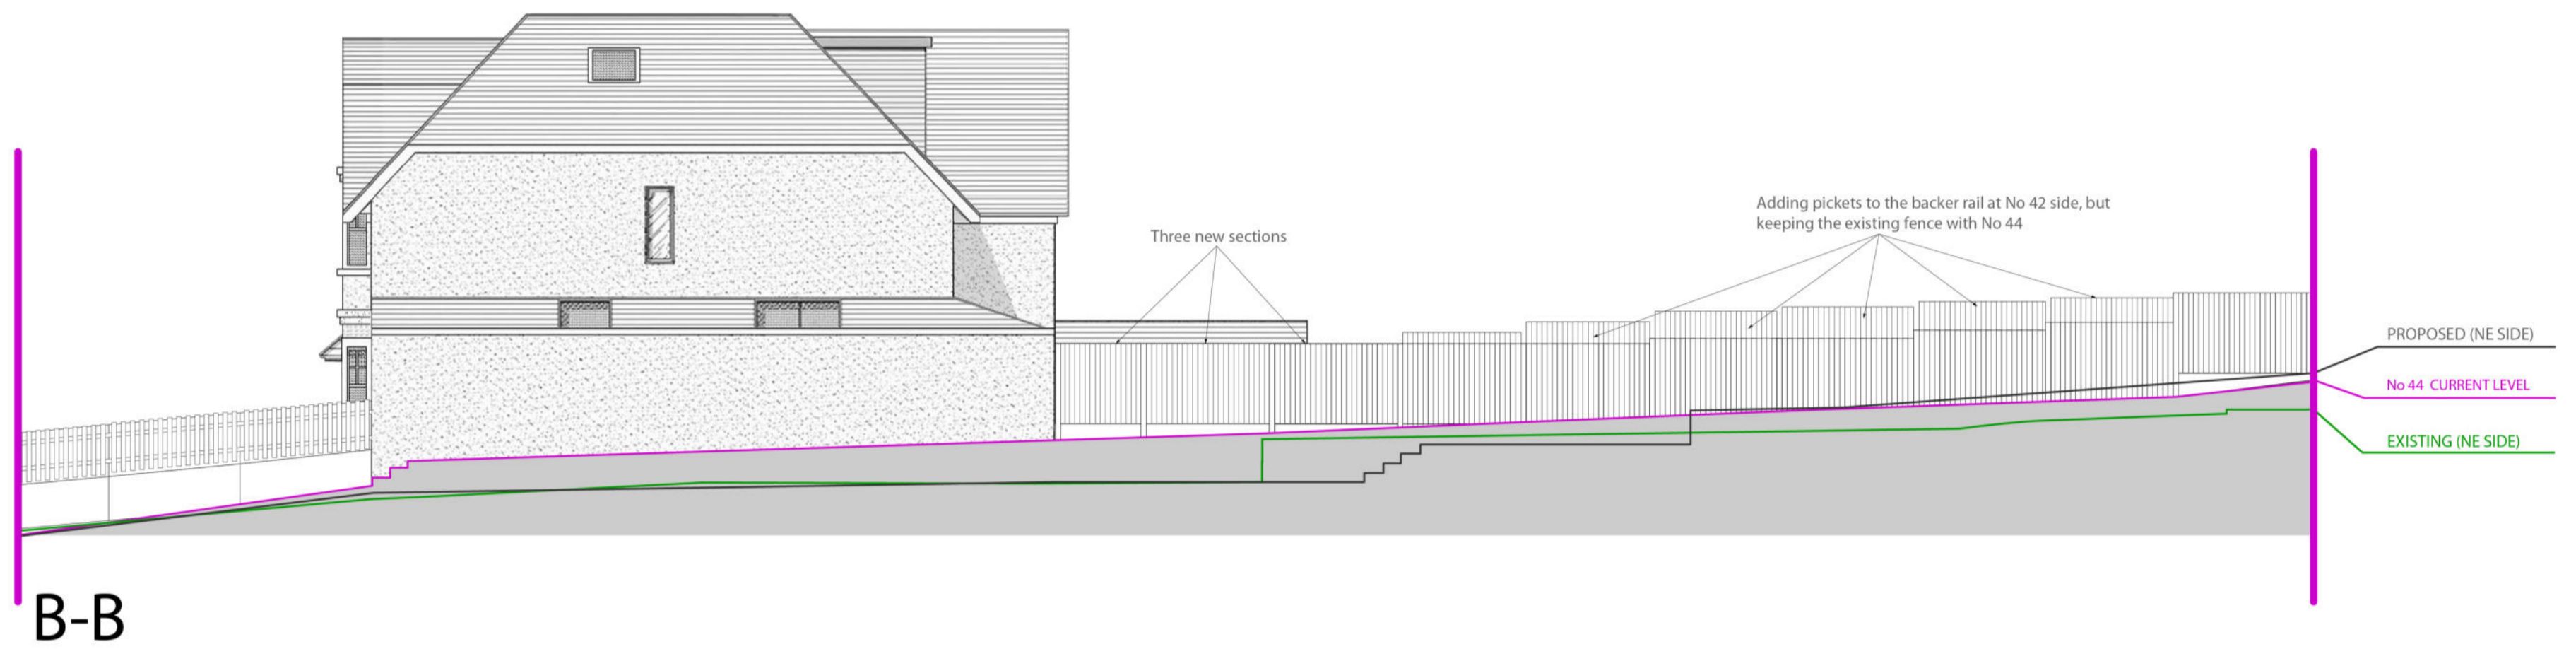 Adding pickets to the backer rail at No 42 side, but
keeping the existing fence with No 44
Three new sections
PROPOSED (NE SIDE)
No 44 CURRENT LEVEL
EXISTING (NE SIDE)
B-B